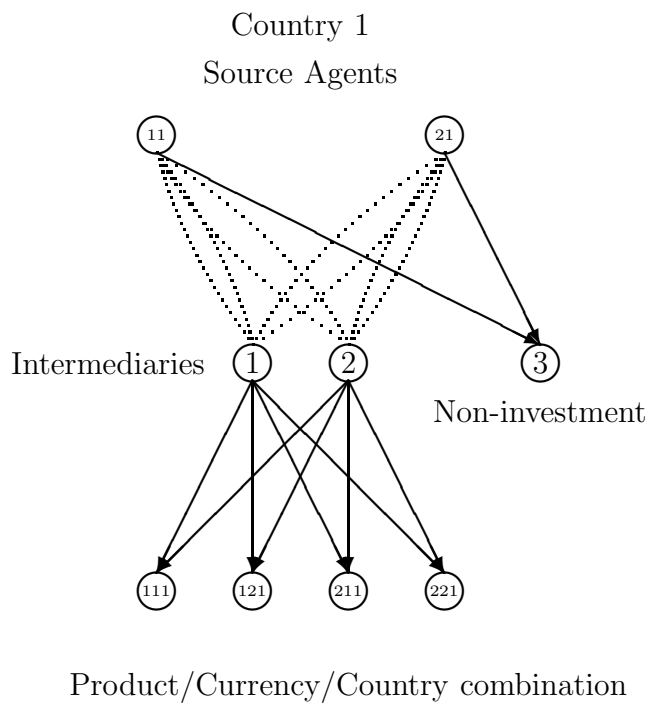 Country 1
Source Agents
11 21
Intermediaries 1 2 3
Non-investment
111 121 211 221
Product/Currency/Country combination